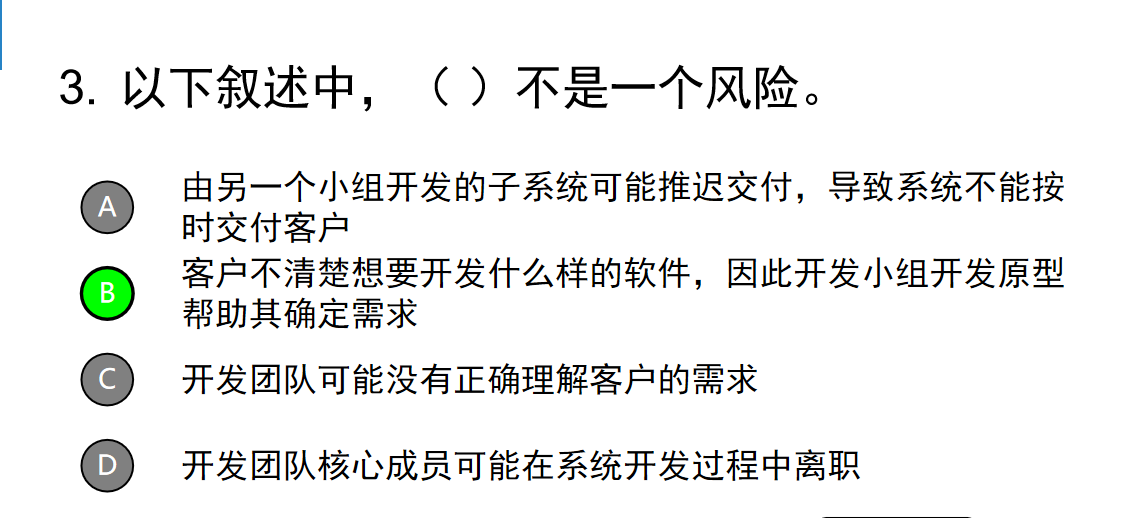 3. 以下叙述中，（ ）不是一个风险。
A 由另一个小组开发的子系统可能推迟交付，导致系统不能按
时交付客户
B 客户不清楚想要开发什么样的软件，因此开发小组开发原型
帮助其确定需求
C 开发团队可能没有正确理解客户的需求
D 开发团队核心成员可能在系统开发过程中离职